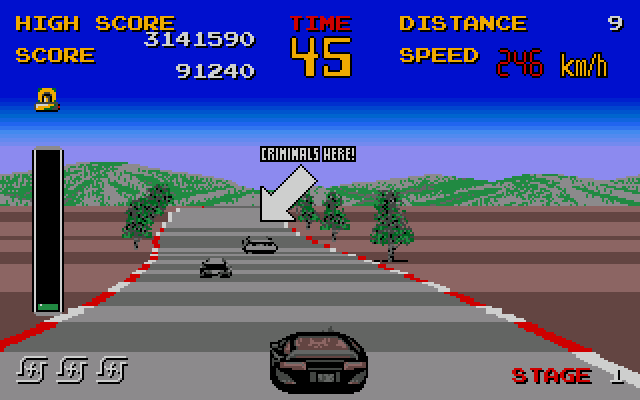 HIGH SCORE
3141590
SCORE
91240
TIME
45
DISTANCE 9
SPEED 246 km/h
CRIMINALS HERE!
STAGE 1